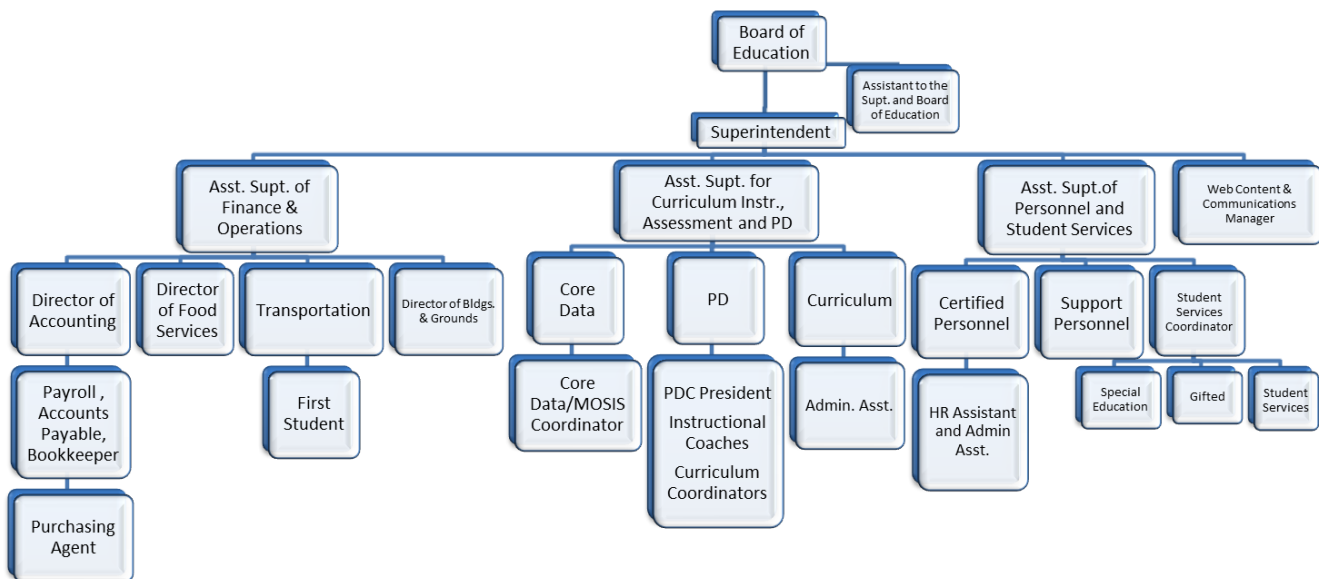 Board of
Education
Assistant to the
Supt. and Board
of Education
Superintendent
Asst. Supt. of
Finance &
Operations
Asst. Supt. for
Curriculum Instr.,
Assessment and PD
Asst. Supt.of
Personnel and
Student Services
Web Content &
Communications
Manager
Director of
Accounting
Director
of Food
Services
Transportation
Director of Bldgs.
& Grounds
Core
Data
PD
Curriculum
Certified
Personnel
Support
Personnel
Student
Services
Coordinator
Payroll ,
Accounts
Payable,
Bookkeeper
First
Student
Core
Data/MOSIS
Coordinator
PDC President
Instructional
Coaches
Curriculum
Coordinators
Admin. Asst.
HR Assistant
and Admin
Asst.
Special
Education
Gifted
Student
Services
Purchasing
Agent